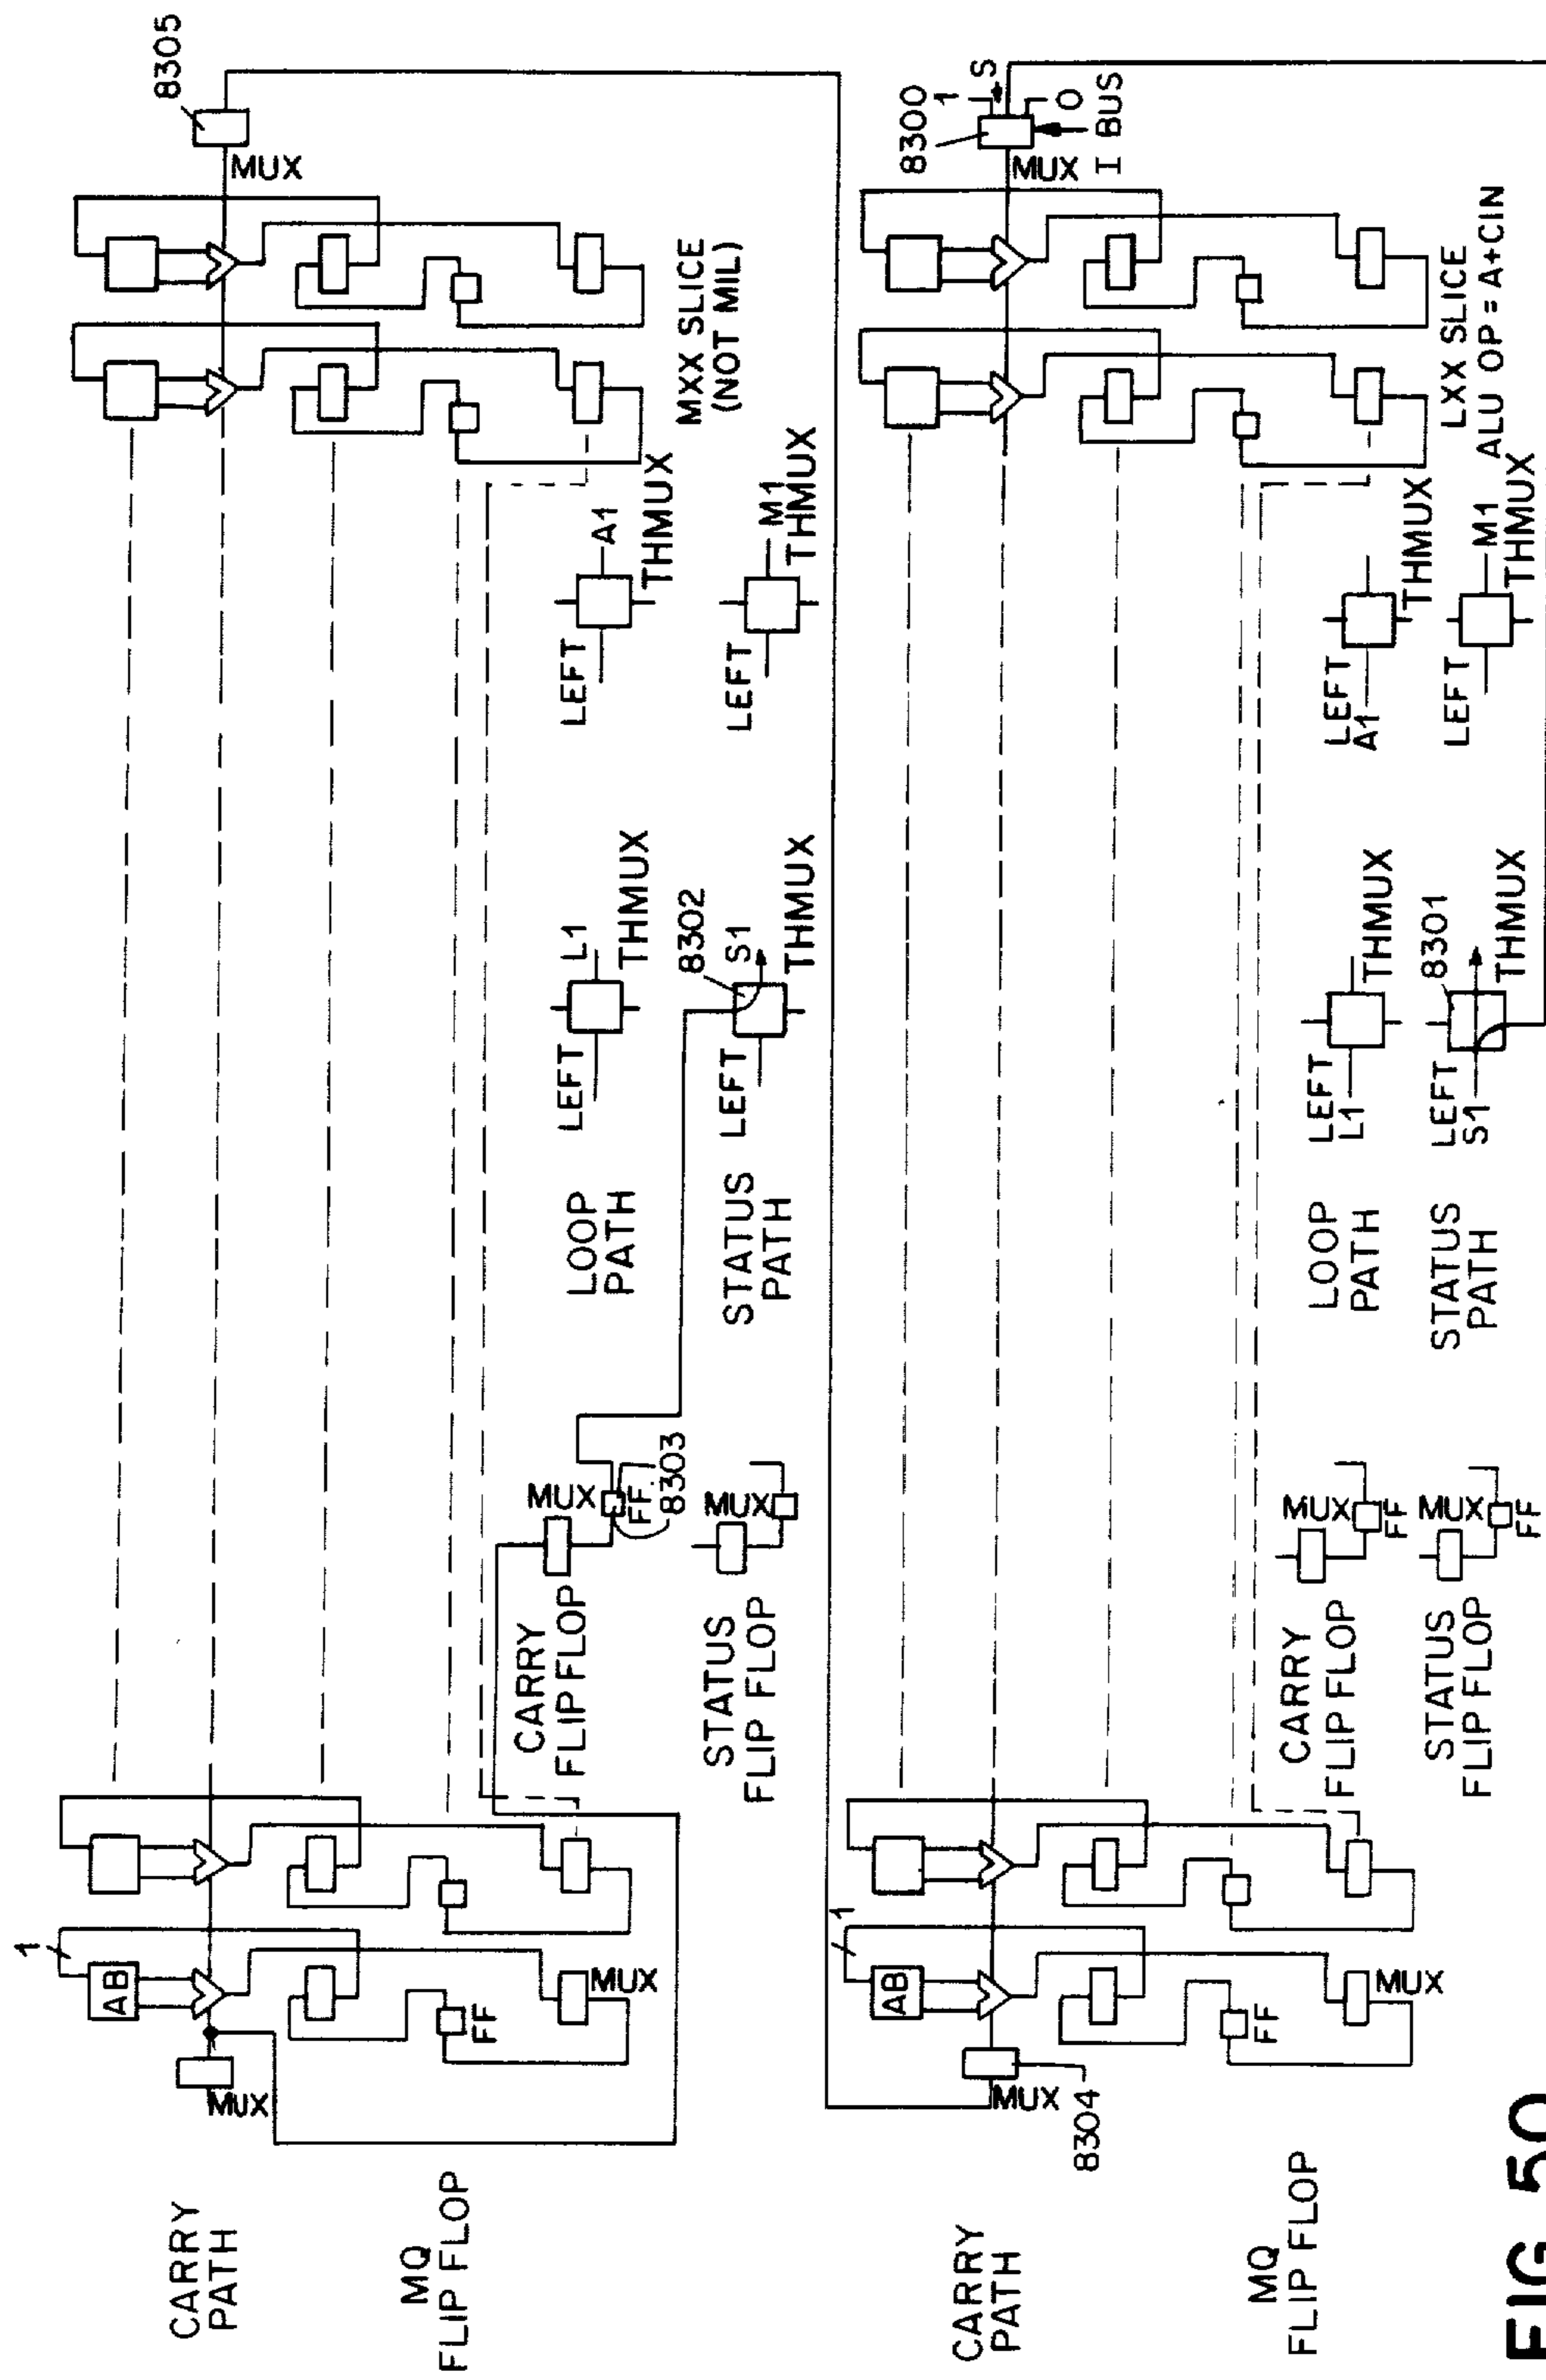 8305
MUX
1
AB
MUX
CARRY
PATH
MQ
FLIP FLOP
FF
MUX
MXX SLICE
(NOT MIL)
CARRY
FLIP FLOP
MUX
FF
8303
LOOP
PATH
LEFT
L1
THMUX
LEFT
A1
THMUX
STATUS
FLIP FLOP
MUX
STATUS
PATH
LEFT
8302
S1
THMUX
LEFT
M1
THMUX
8300
1
S
0
I BUS
MUX
1
AB
MUX
8304
CARRY
PATH
MQ
FLIP FLOP
FF
MUX
LXX SLICE
ALU OP = A+CIN
CARRY
FLIP FLOP
MUX
FF
LOOP
PATH
LEFT
L1
THMUX
LEFT
A1
THMUX
STATUS
FLIP FLOP
MUX
FF
STATUS
PATH
LEFT
S1
8301
THMUX
LEFT
M1
THMUX
FIG 50